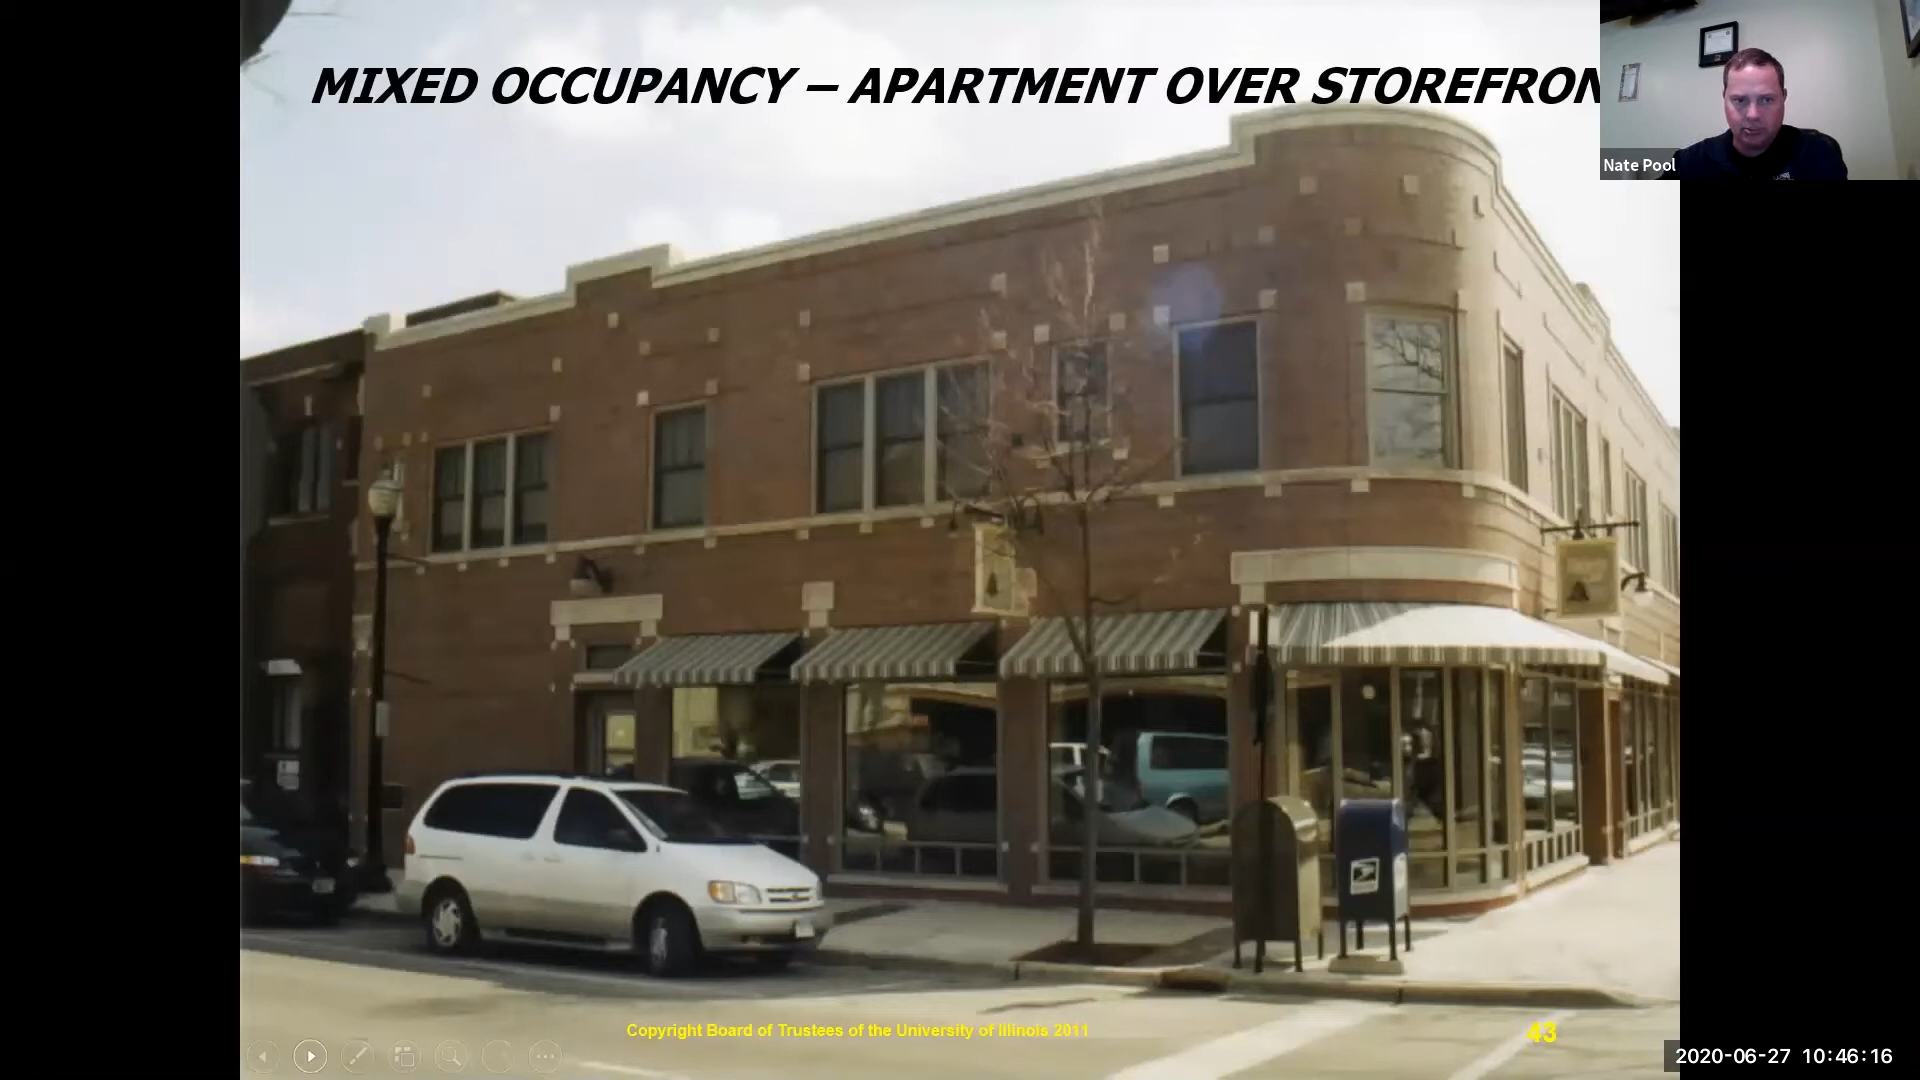 MIXED OCCUPANCY – APARTMENT OVER STOREFRON
Nate Pool
Copyright Board of Trustees of the University of Illinois 2011
43
2020-06-27 10:46:16